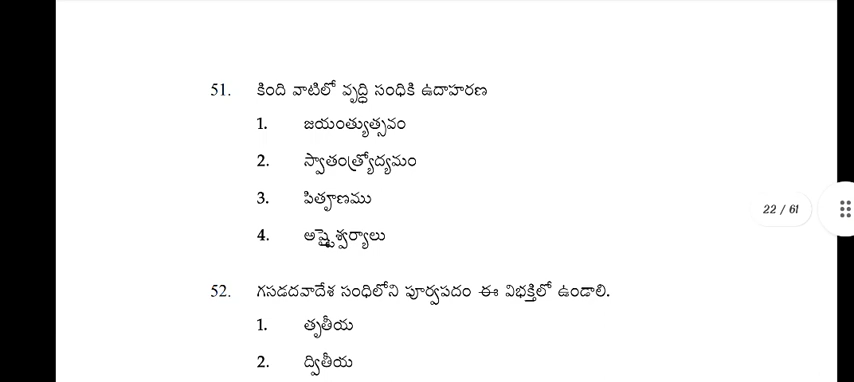 51. కింది వాటిలో వృద్ధి సంధికి ఉదాహరణ
1. జయంత్యుత్సవం
2. స్వాతంత్ర్యోద్యమం
3. పితౄణము
4. అష్టైశ్వర్యాలు
22 / 61
52. గసడదవాదేశ సంధిలోని పూర్వపదం ఈ విభక్తిలో ఉండాలి.
1. తృతీయ
2. ద్వితీయ